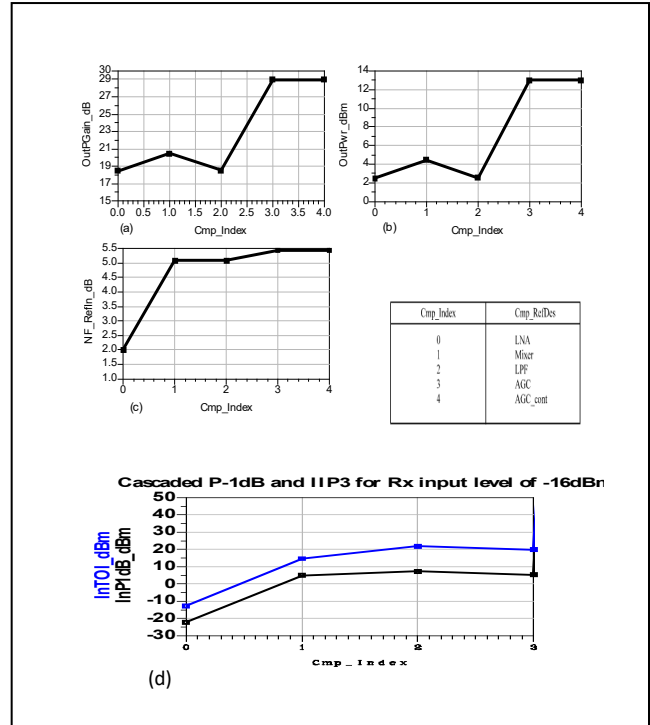 30
29
27
25
23
21
19
17
15
OutPGain_dB
0.0 0.5 1.0 1.5 2.0 2.5 3.0 3.5 4.0
(a) Cmp_Index
14
12
10
8
6
4
2
0
OutPwr_dBm
0 1 2 3 4
(b) Cmp_Index
5.5
5.0
4.5
4.0
3.5
3.0
2.5
2.0
1.5
1.0
NF_RefIn_dB
0 1 2 3 4
(c) Cmp_Index
Cmp_Index Cmp_RefDes
0 LNA
1 Mixer
2 LPF
3 AGC
4 AGC_cont
Cascaded P-1dB and IIP3 for Rx input level of -16dBm
50
40
30
20
10
0
-10
-20
-30
InTOI_dBm
InP1dB_dBm
0 1 2 3
Cmp_Index
(d)